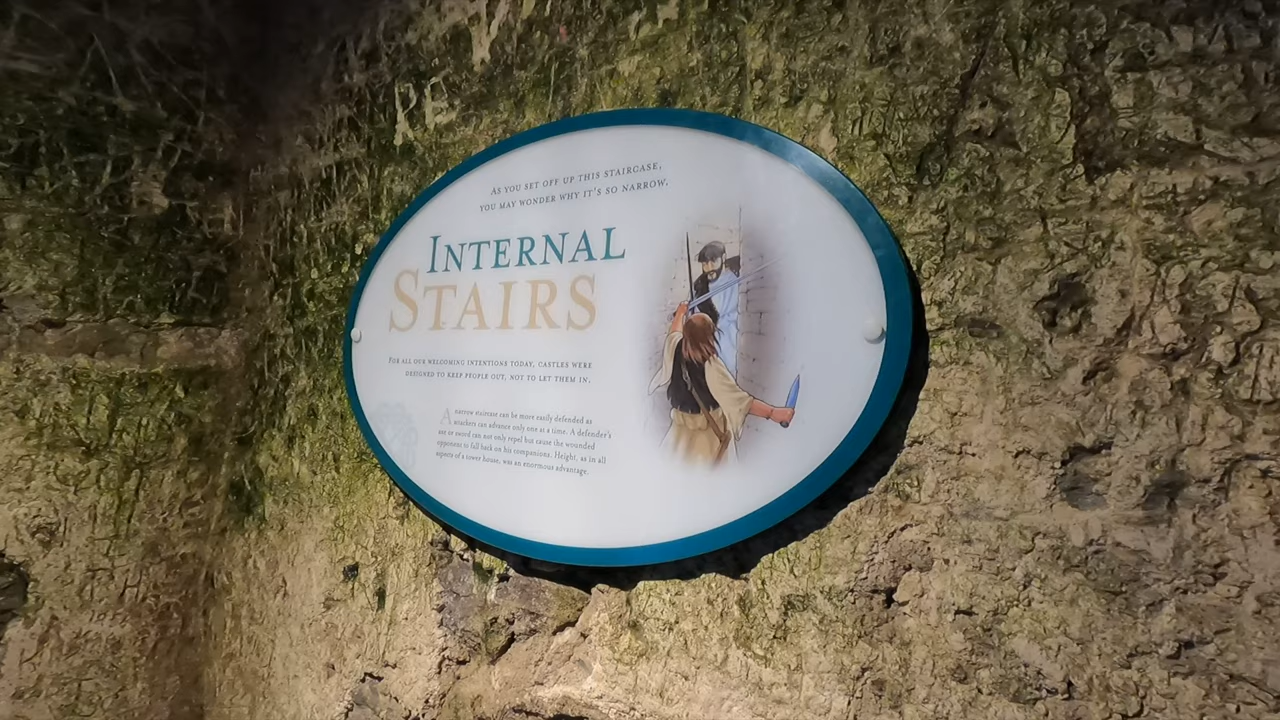 As you set off up this staircase,
you may wonder why it's so narrow.
Internal
Stairs
For all our welcoming intentions today, castles were
designed to keep people out, not to let them in.
A narrow staircase can be more easily defended as
attackers can advance only one at a time. A defender's
axe or sword can not only repel but cause the wounded
opponent to fall back on his companions. Height, as in all
aspects of a tower house, was an enormous advantage.